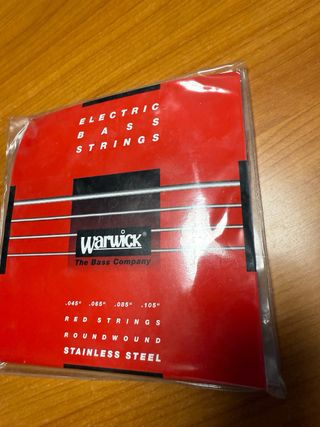 ELECTRIC
BASS
STRINGS
Warwick®
The Bass Company
.045" .065" .085" .105"
RED STRINGS
ROUNDWOUND
STAINLESS STEEL